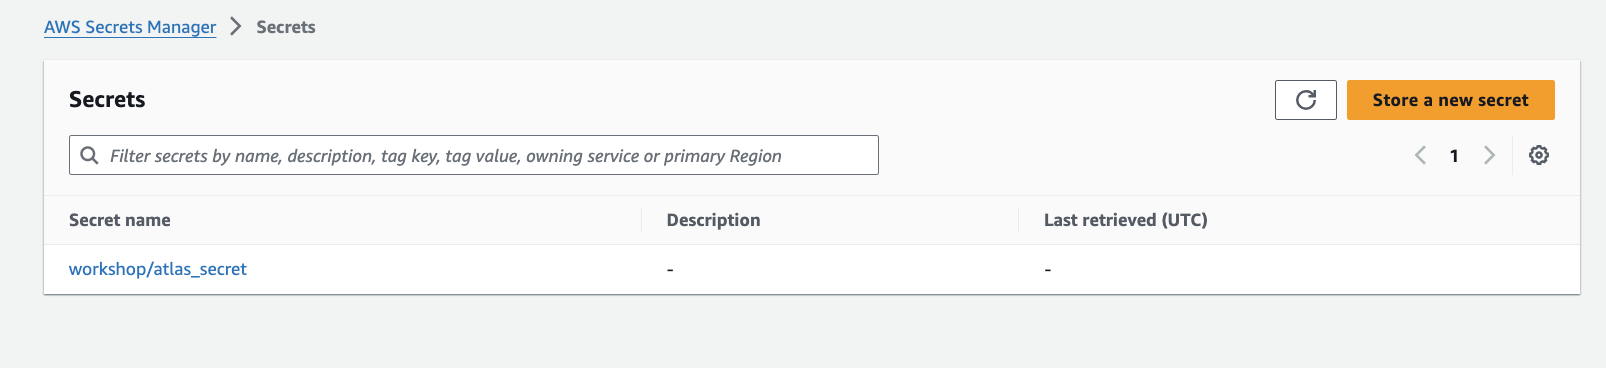 AWS Secrets Manager > Secrets
Secrets
Store a new secret
Filter secrets by name, description, tag key, tag value, owning service or primary Region
1
Secret name Description Last retrieved (UTC)
workshop/atlas_secret - -